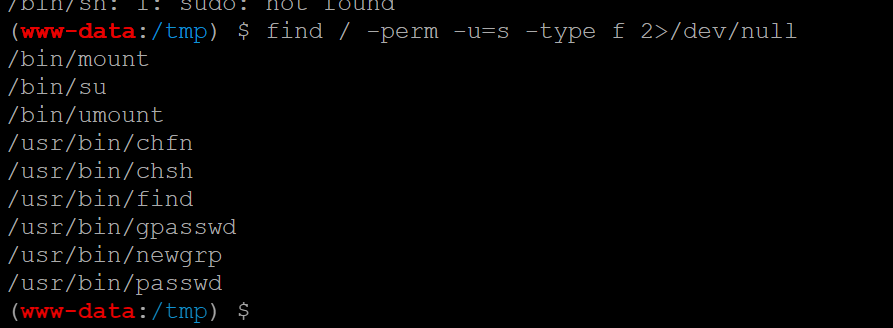 /bin/sh: 1: sudo: not found
(www-data:/tmp) $ find / -perm -u=s -type f 2>/dev/null
/bin/mount
/bin/su
/bin/umount
/usr/bin/chfn
/usr/bin/chsh
/usr/bin/find
/usr/bin/gpasswd
/usr/bin/newgrp
/usr/bin/passwd
(www-data:/tmp) $